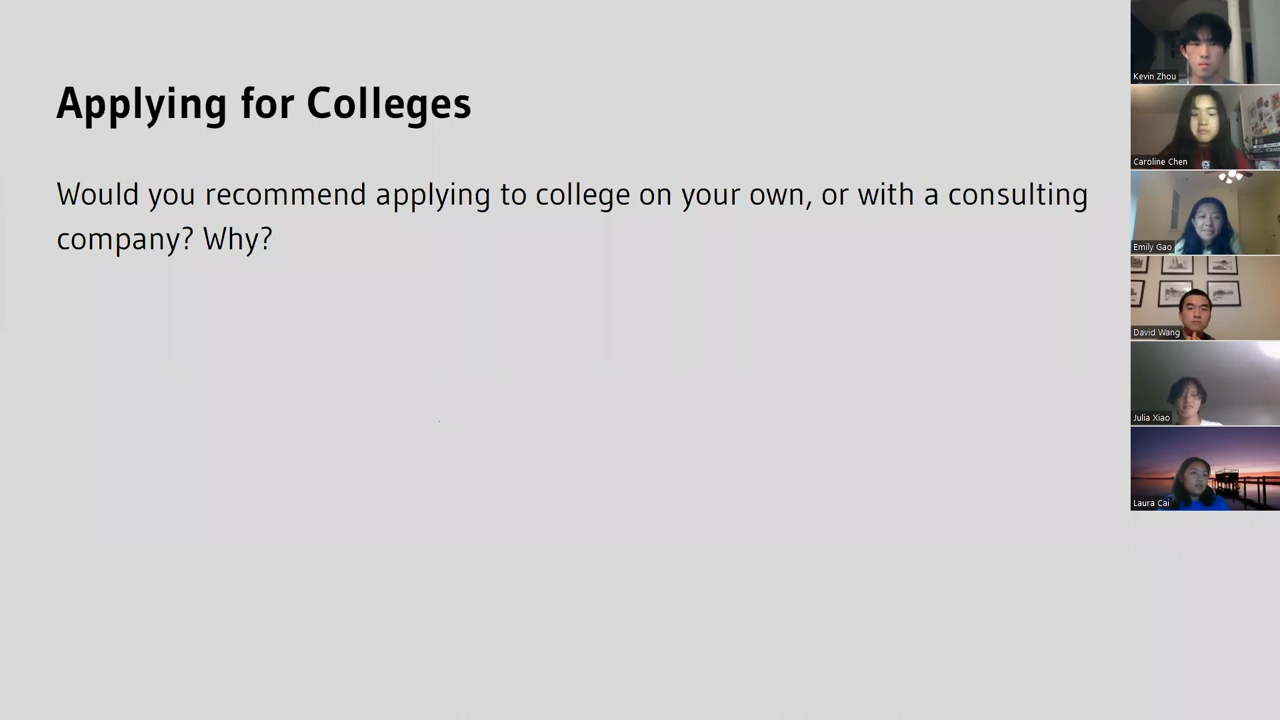 Applying for Colleges
Would you recommend applying to college on your own, or with a consulting
company? Why?
Kevin Zhou
Caroline Chen
Emily Gao
David Wang
Julia Xiao
Laura Cai